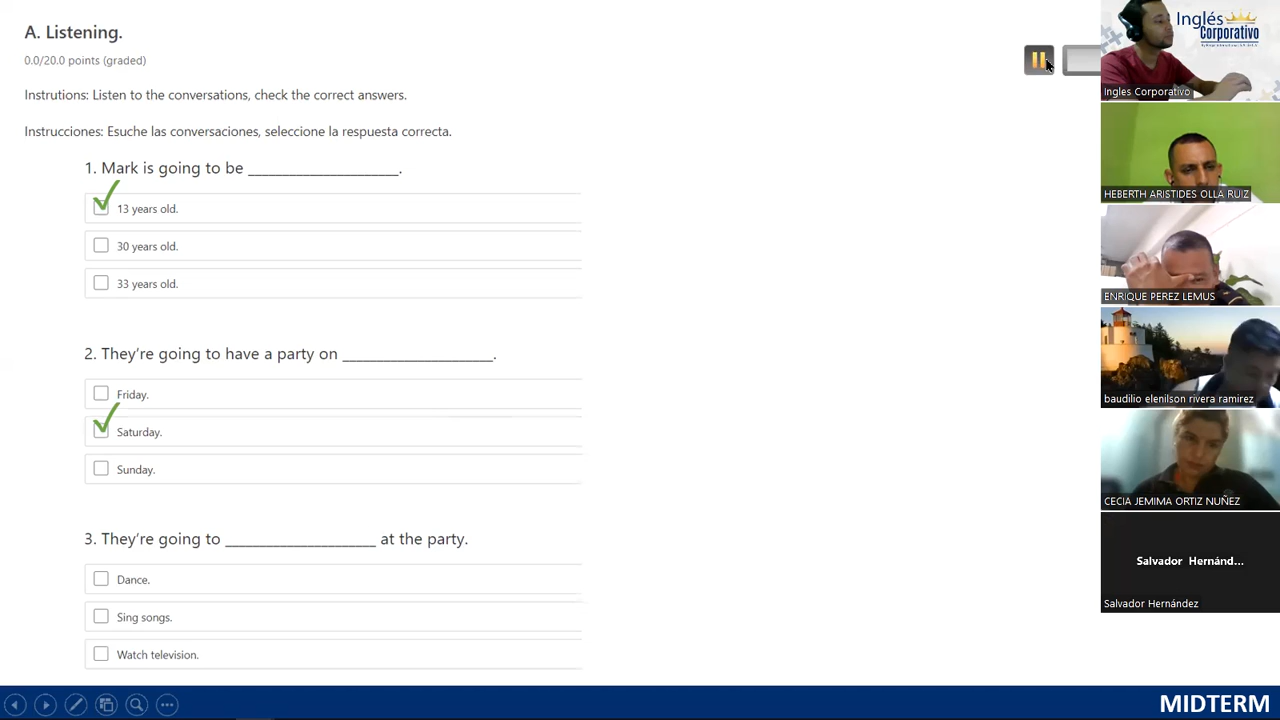 A. Listening.
0.0/20.0 points (graded)
Instrutions: Listen to the conversations, check the correct answers.
Instrucciones: Esuche las conversaciones, seleccione la respuesta correcta.
1. Mark is going to be ____________________.
13 years old.
30 years old.
33 years old.
2. They're going to have a party on ____________________.
Friday.
Saturday.
Sunday.
3. They're going to ____________________ at the party.
Dance.
Sing songs.
Watch television.
MIDTERM
Inglés
Corporativo
Ingles Corporativo
HEBERTH ARISTIDES OLLA RUIZ
ENRIQUE PEREZ LEMUS
baudilio elenilson rivera ramirez
CECIA JEMIMA ORTIZ NUÑEZ
Salvador Hernánd...
Salvador Hernández